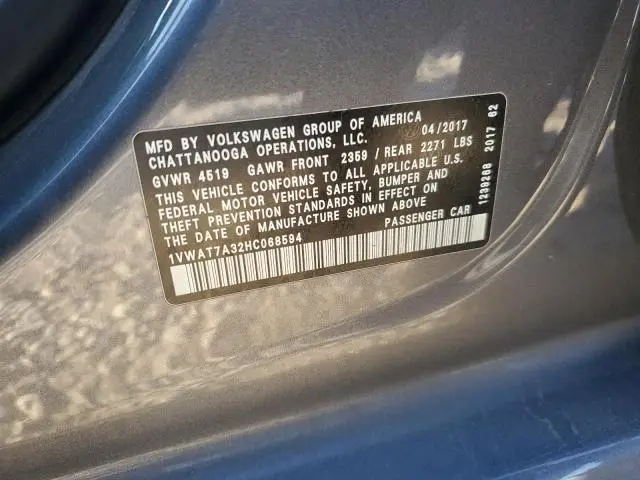 MFD BY VOLKSWAGEN GROUP OF AMERICA
CHATTANOOGA OPERATIONS, LLC. 04/2017
GVWR 4519 GAWR FRONT 2359 / REAR 2271 LBS
THIS VEHICLE CONFORMS TO ALL APPLICABLE U.S.
FEDERAL MOTOR VEHICLE SAFETY, BUMPER AND
THEFT PREVENTION STANDARDS IN EFFECT ON
THE DATE OF MANUFACTURE SHOWN ABOVE
PASSENGER CAR
1VWAT7A32HC068594
1239268 2017 62